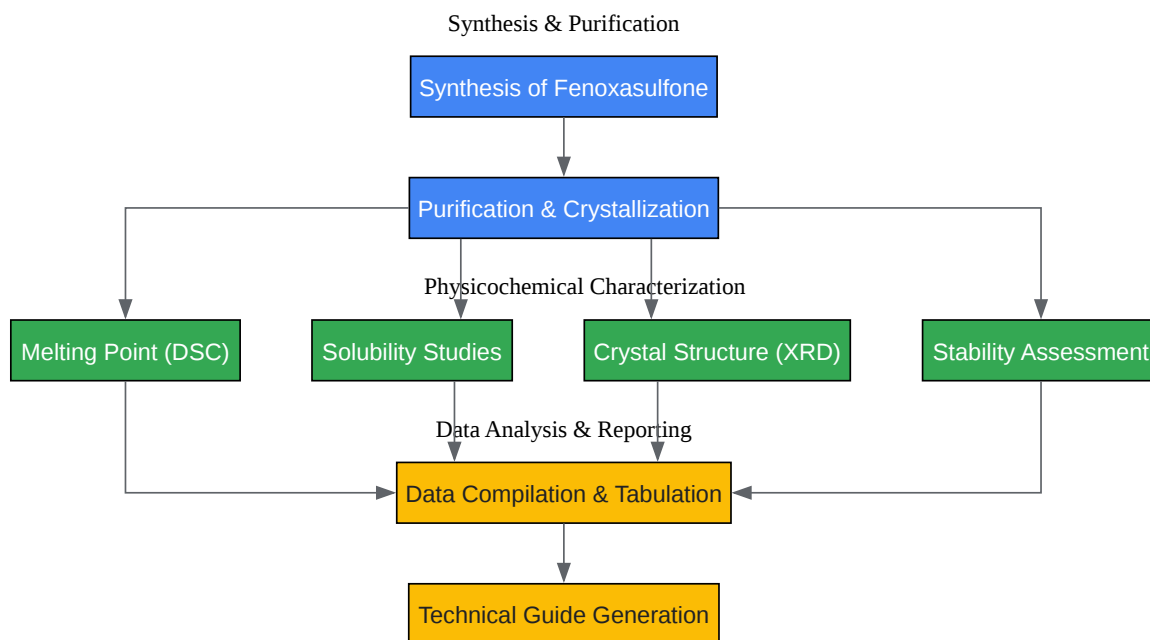 Synthesis & Purification
Synthesis of Fenoxasulfone
Purification & Crystallization
Physicochemical Characterization
Melting Point (DSC)
Solubility Studies
Crystal Structure (XRD)
Stability Assessment
Data Analysis & Reporting
Data Compilation & Tabulation
Technical Guide Generation